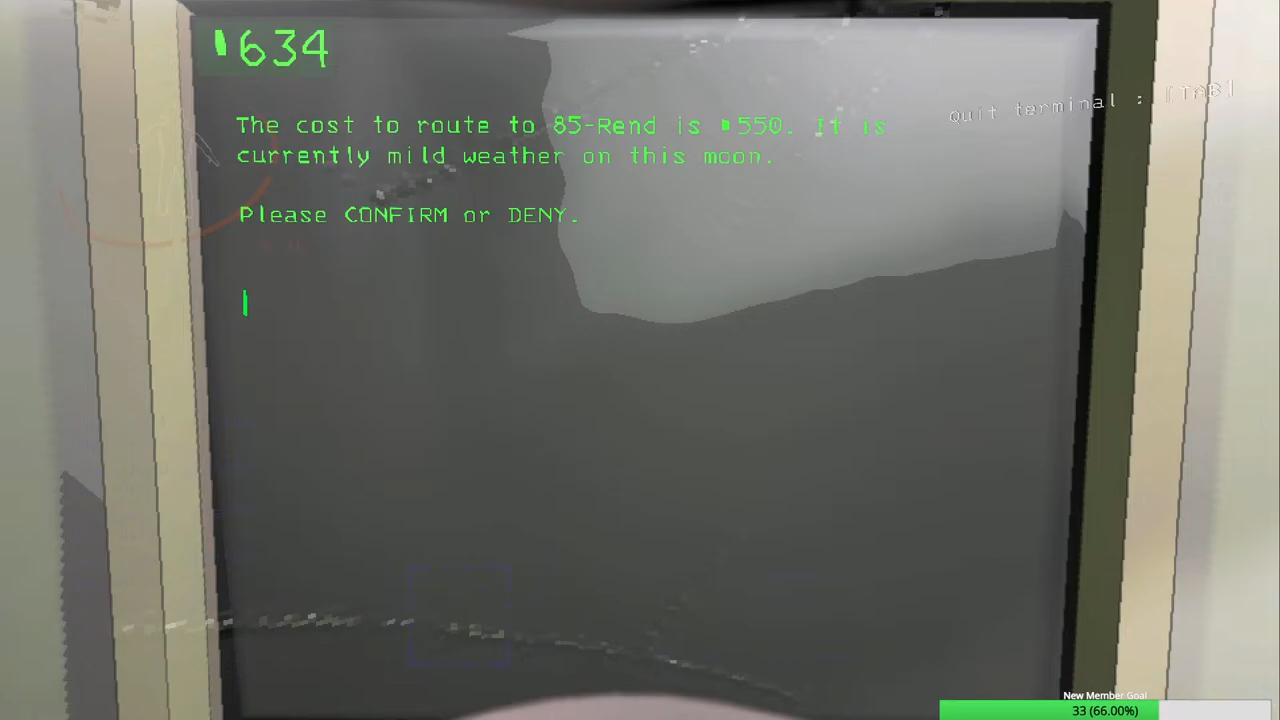 ▮634
Quit terminal : [TAB]
The cost to route to 85-Rend is ▮550. It is
currently mild weather on this moon.
Please CONFIRM or DENY.
New Member Goal
33 (66.00%)